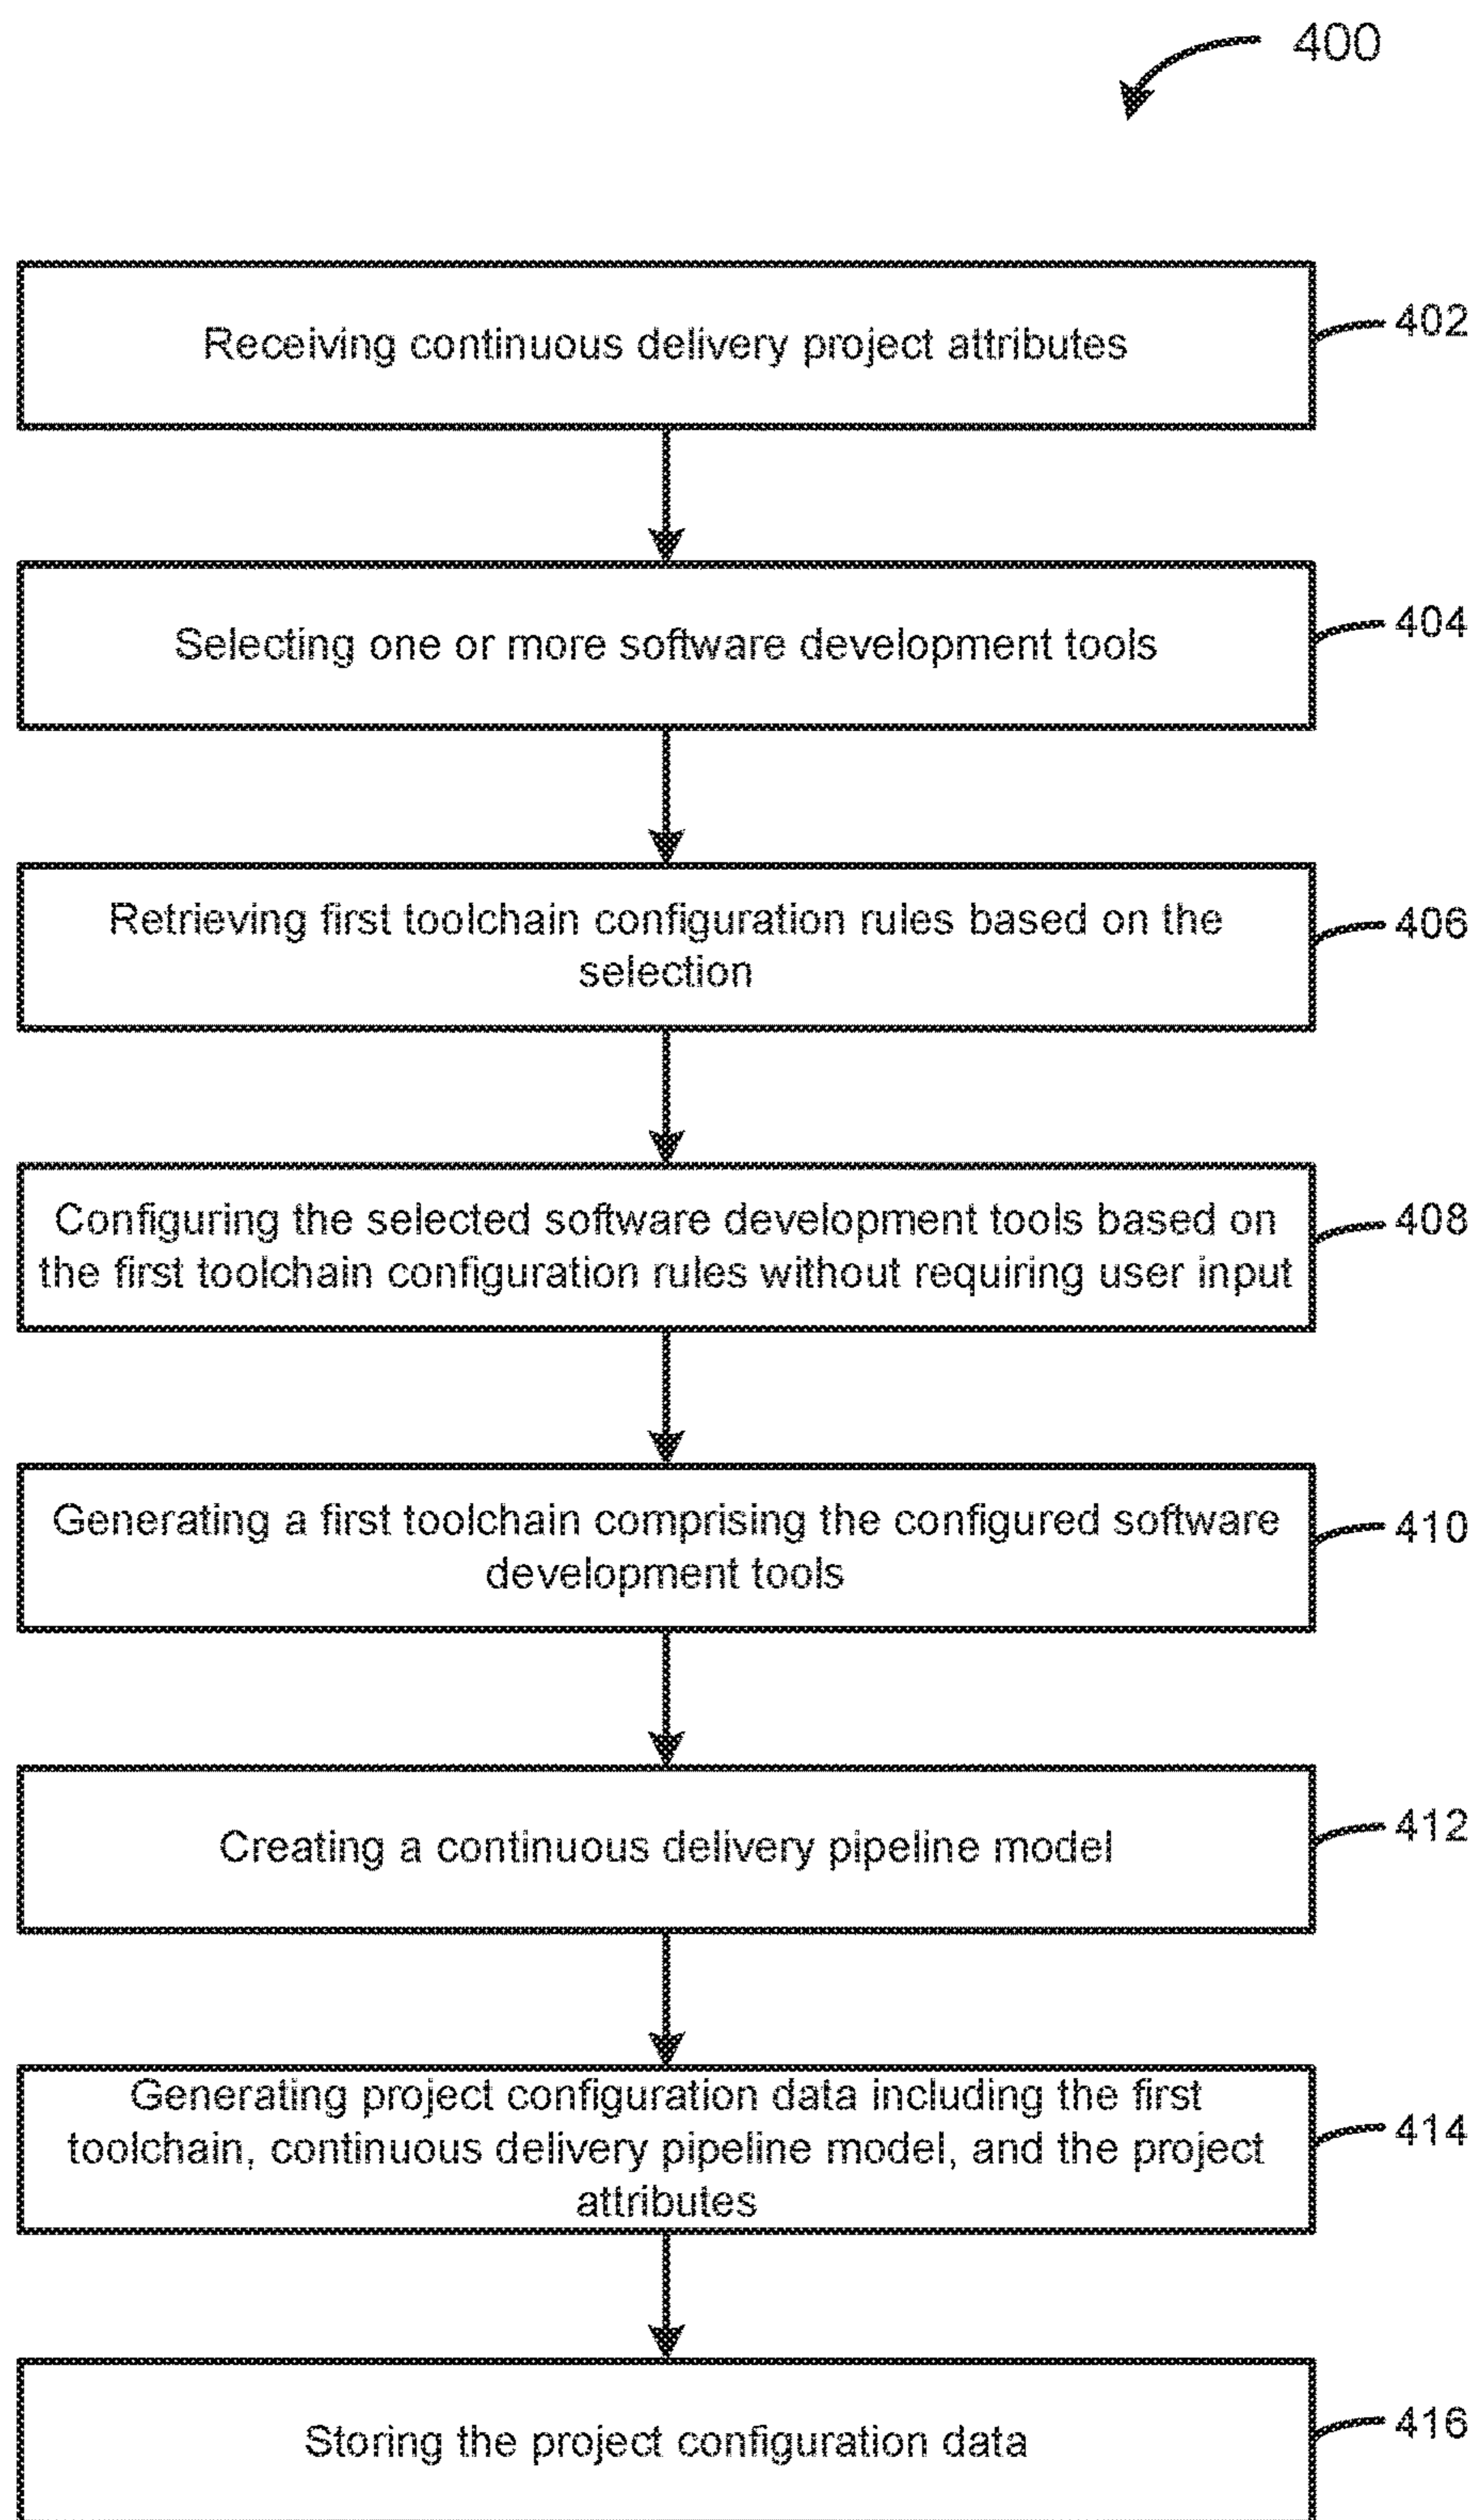 400
Receiving continuous delivery project attributes
402
Selecting one or more software development tools
404
Retrieving first toolchain configuration rules based on the
selection
406
Configuring the selected software development tools based on
the first toolchain configuration rules without requiring user input
408
Generating a first toolchain comprising the configured software
development tools
410
Creating a continuous delivery pipeline model
412
Generating project configuration data including the first
toolchain, continuous delivery pipeline model, and the project
attributes
414
Storing the project configuration data
416